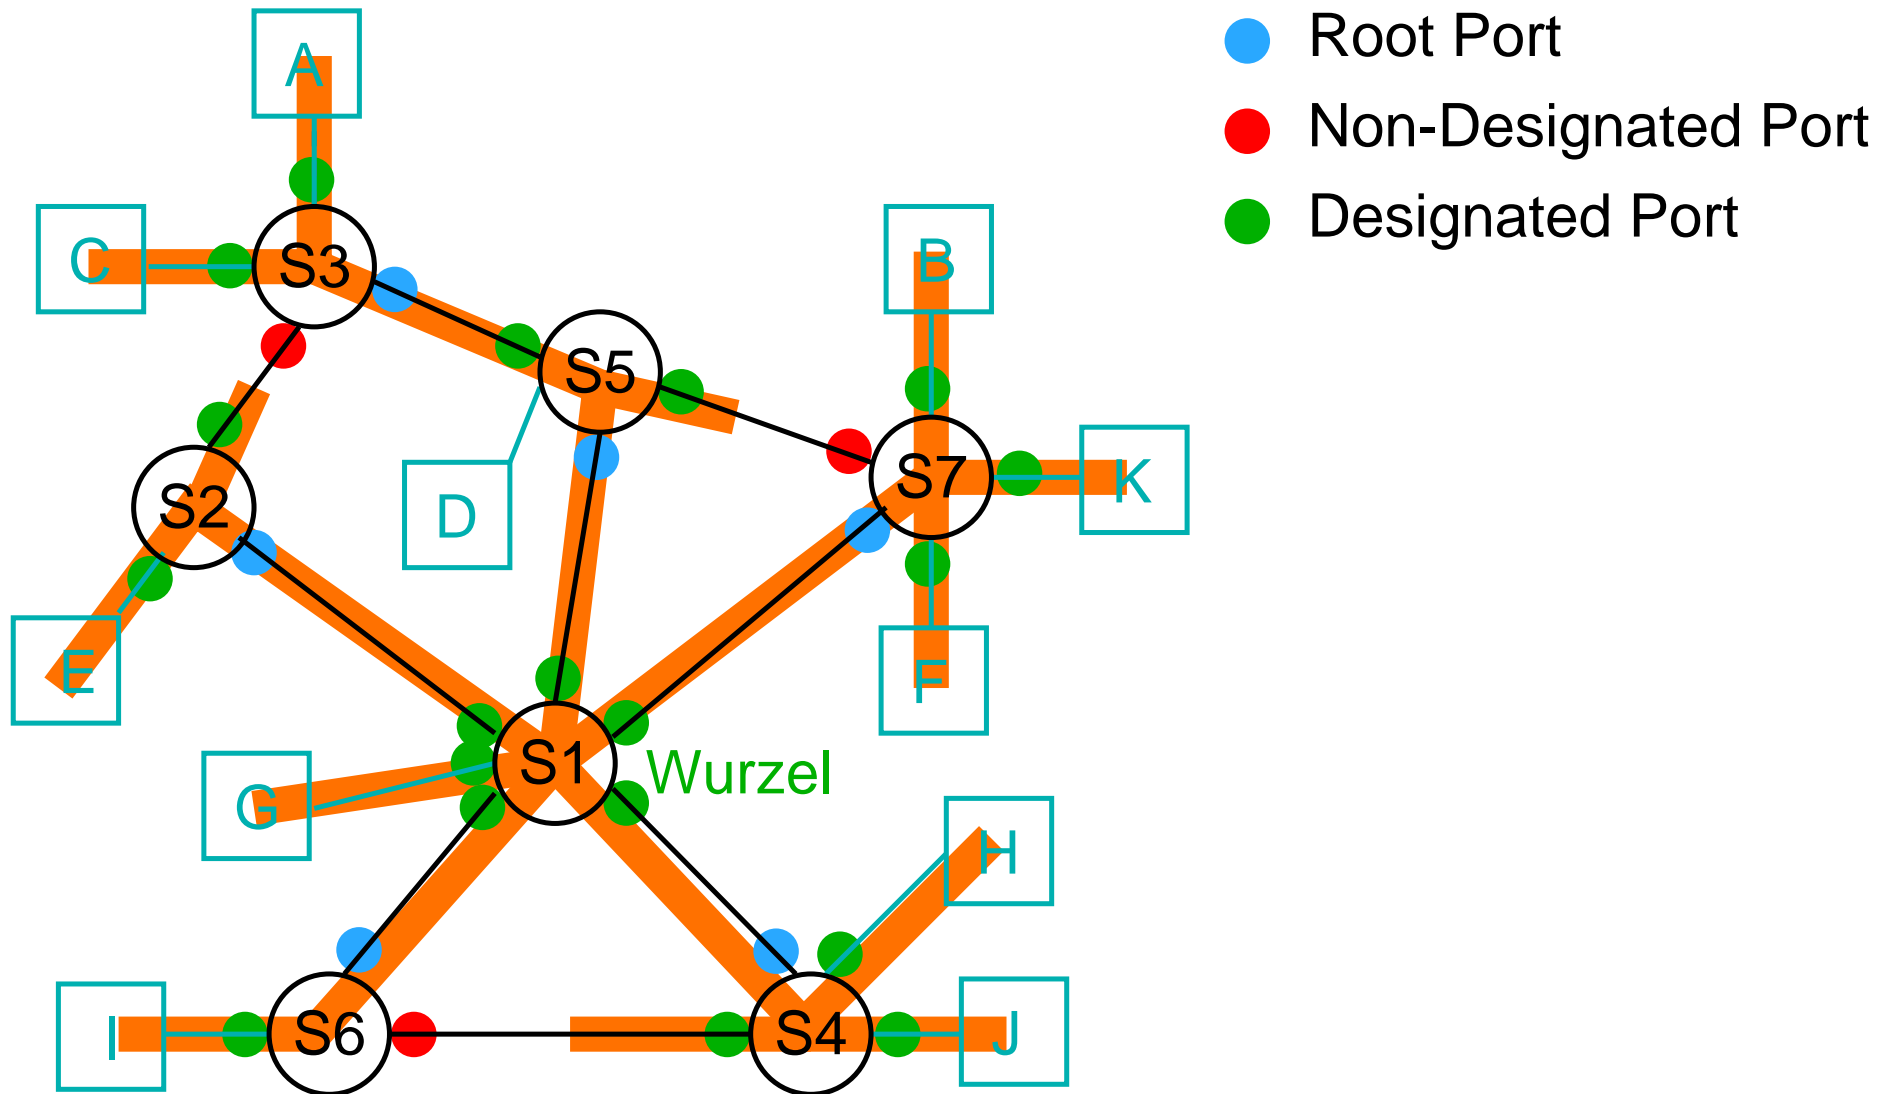 Root Port
Non-Designated Port
Designated Port
A
C
S3
B
S5
S7
K
D
S2
E
F
S1
Wurzel
G
H
I
S6
S4
J